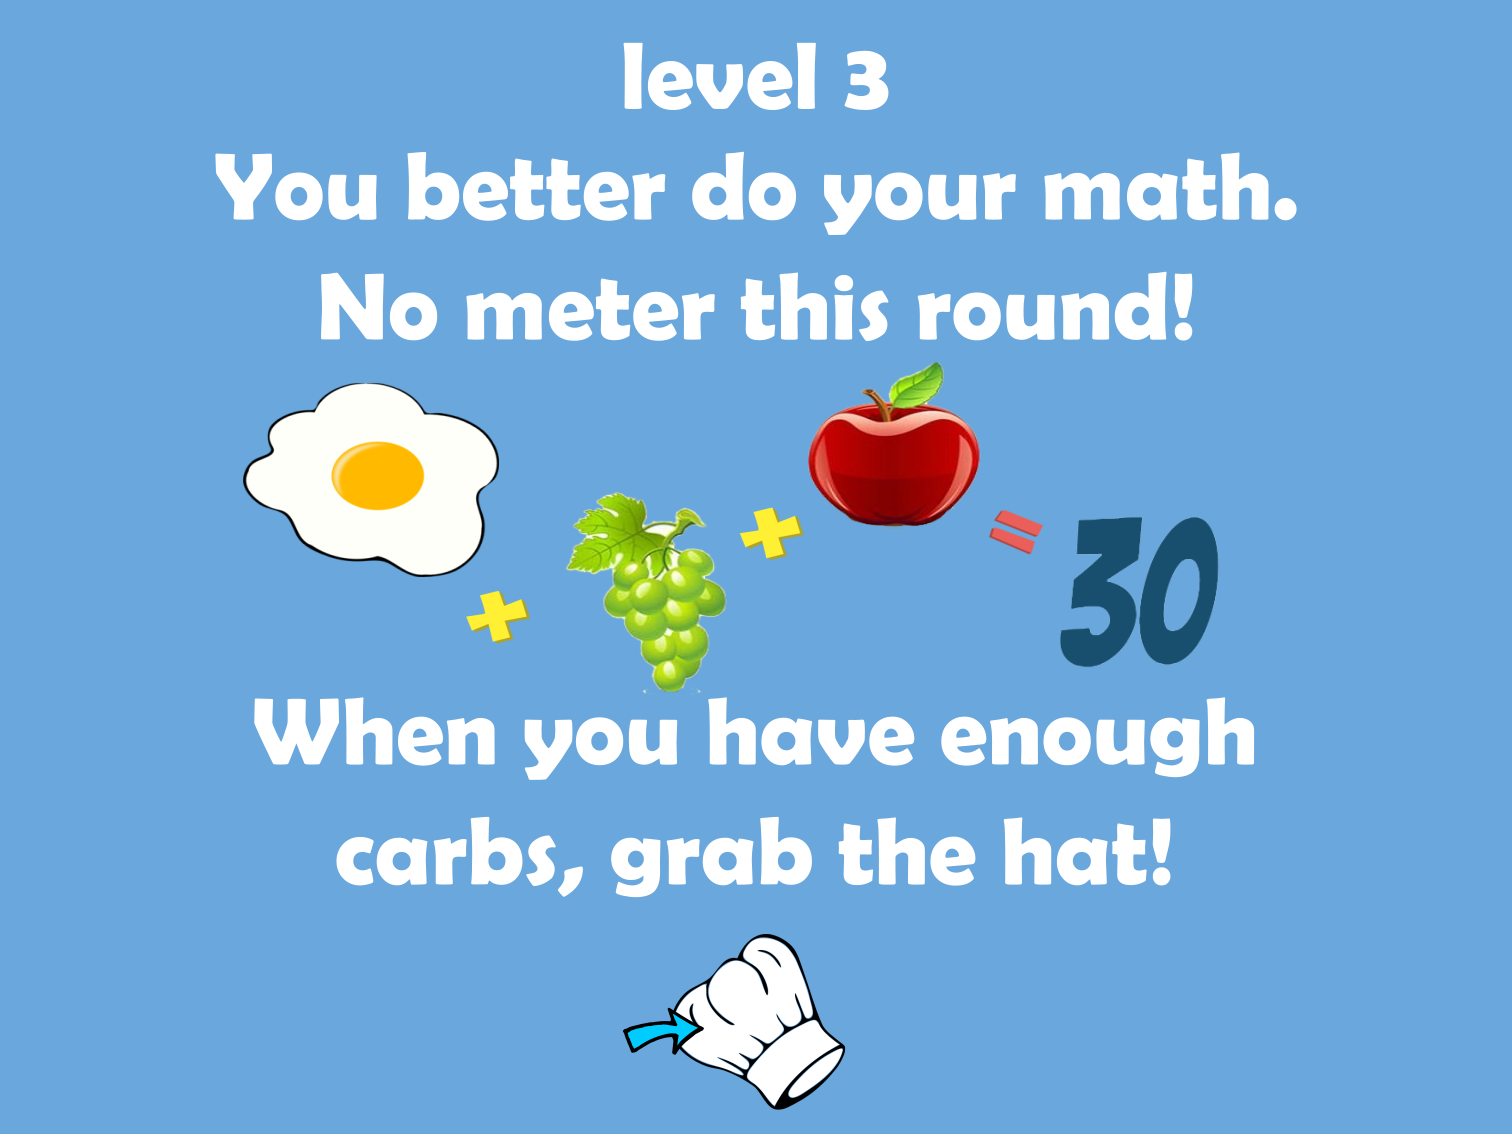 level 3
You better do your math.
No meter this round!
+ + = 30
When you have enough
carbs, grab the hat!